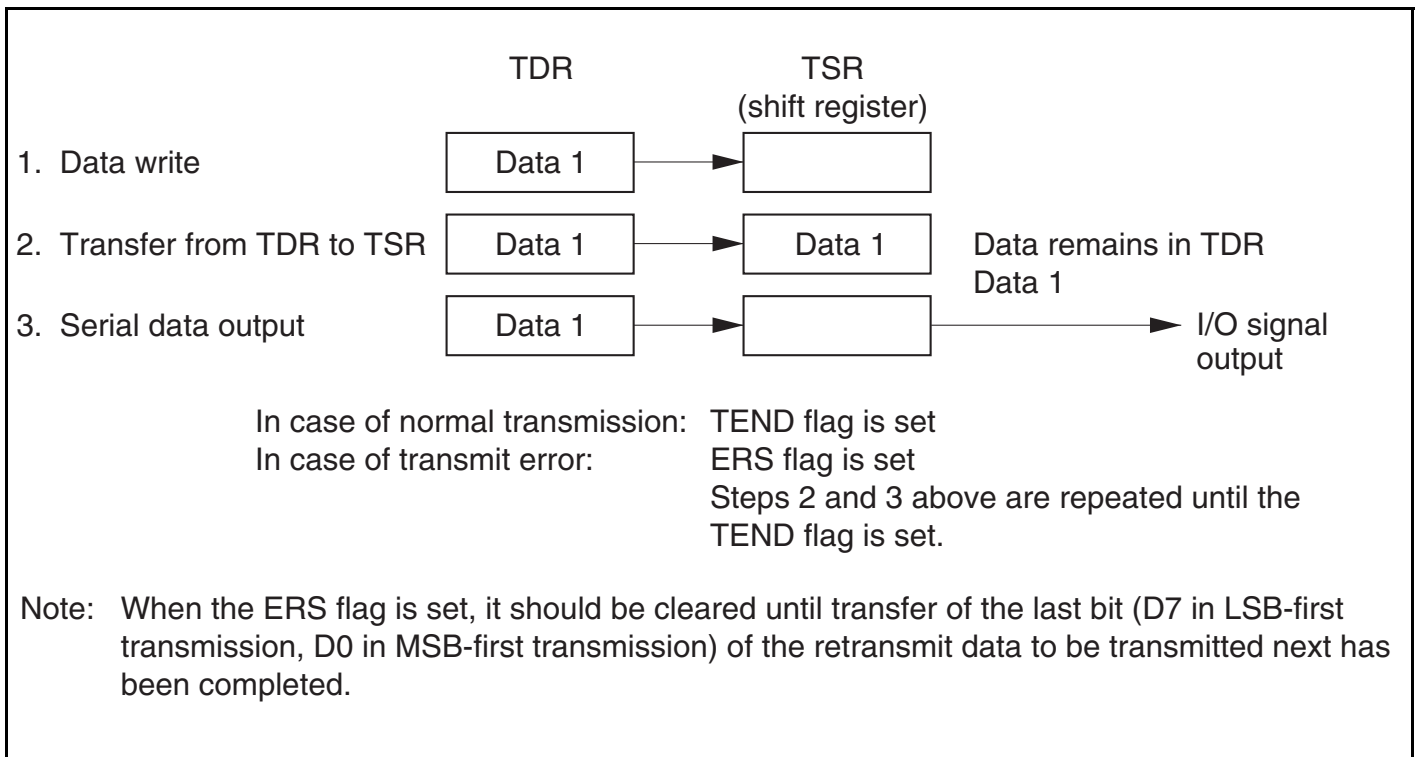 TDR TSR
(shift register)
1. Data write Data 1
2. Transfer from TDR to TSR Data 1 Data 1 Data remains in TDR
Data 1
3. Serial data output Data 1 I/O signal
output
In case of normal transmission: TEND flag is set
In case of transmit error: ERS flag is set
Steps 2 and 3 above are repeated until the
TEND flag is set.
Note: When the ERS flag is set, it should be cleared until transfer of the last bit (D7 in LSB-first
transmission, D0 in MSB-first transmission) of the retransmit data to be transmitted next has
been completed.